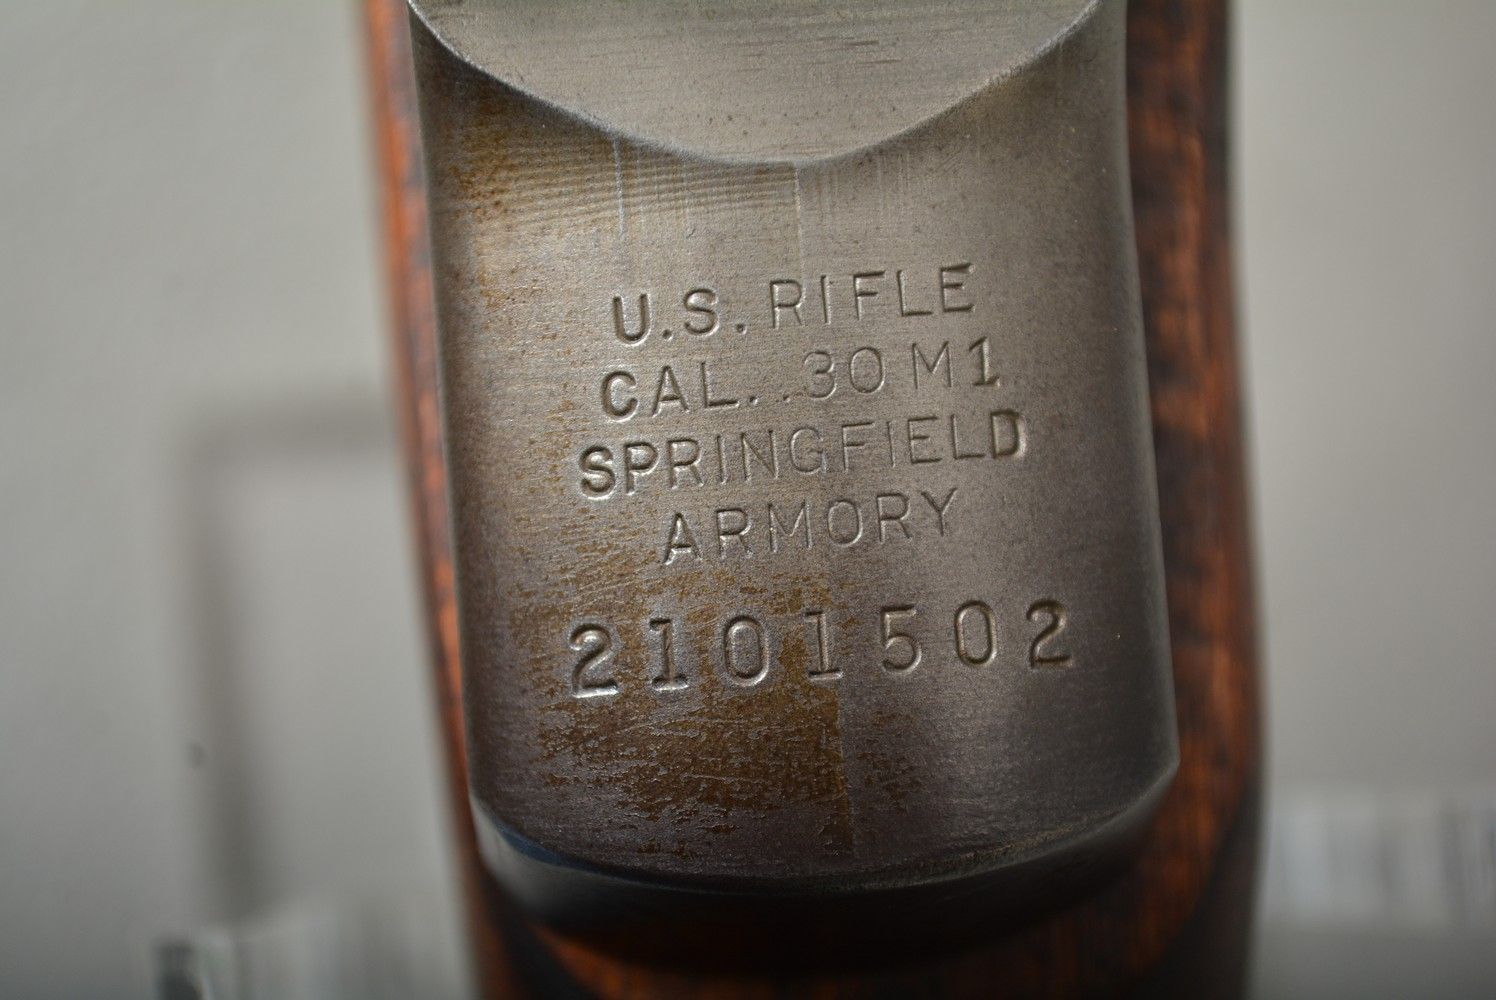 U.S. RIFLE
CAL. .30 M1
SPRINGFIELD
ARMORY
2101502